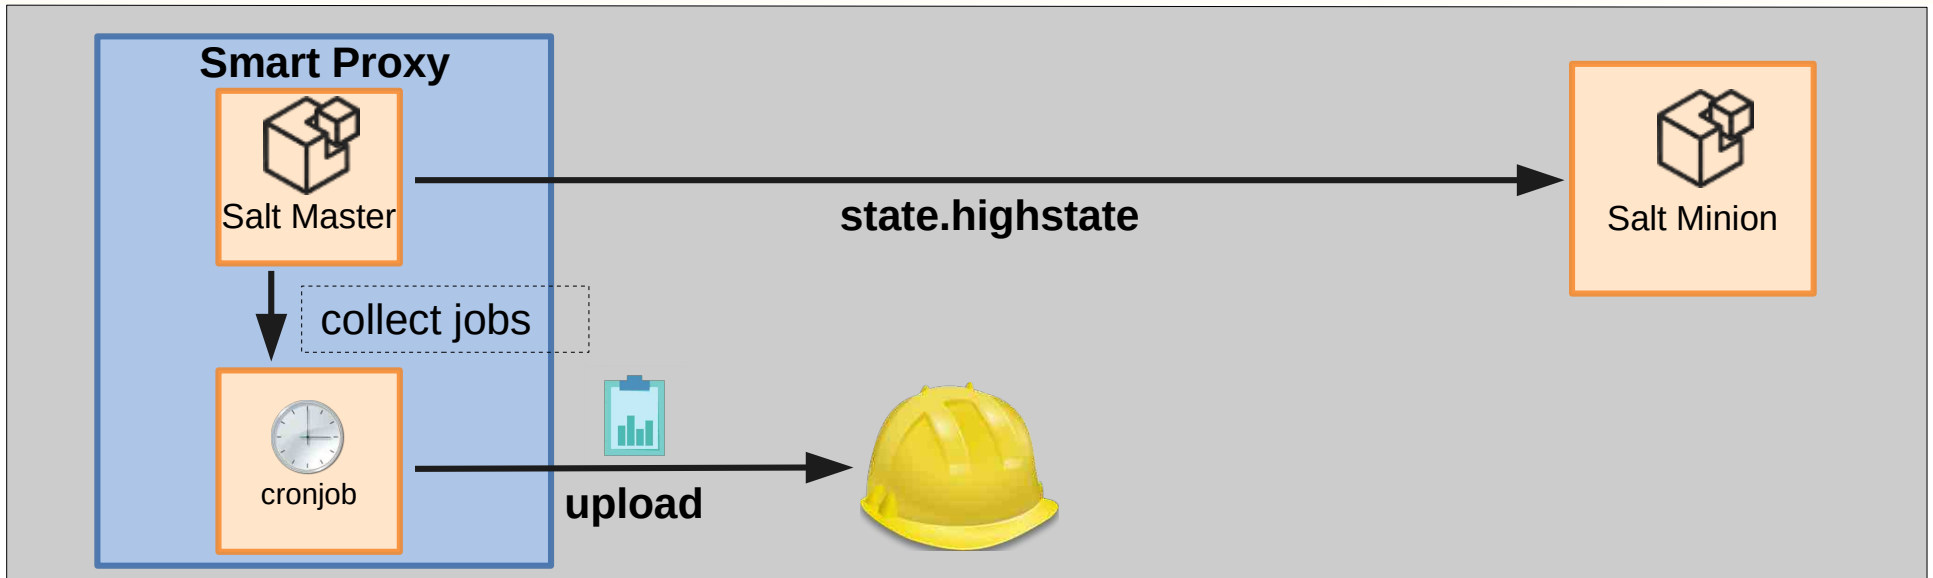 Smart Proxy
Salt Master
state.highstate
Salt Minion
collect jobs
cronjob
upload